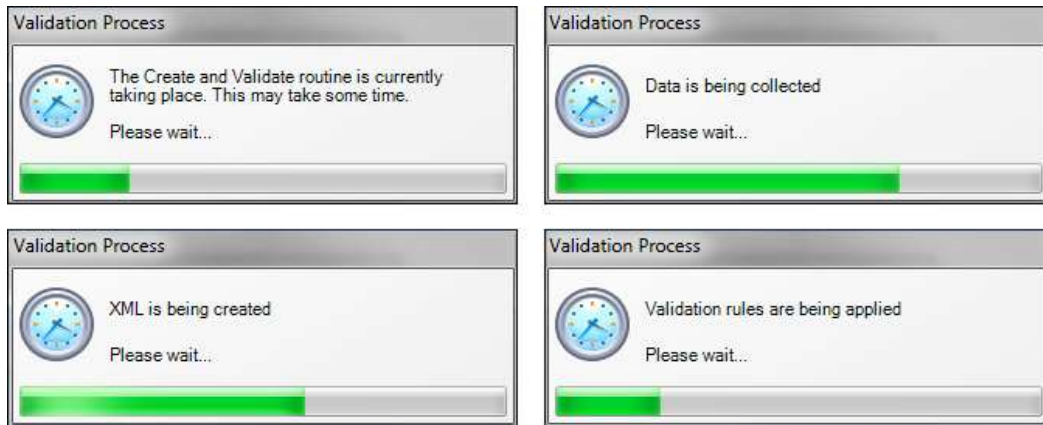 Validation Process
The Create and Validate routine is currently
taking place. This may take some time.
Please wait...
Validation Process
Data is being collected
Please wait...
Validation Process
XML is being created
Please wait...
Validation Process
Validation rules are being applied
Please wait...